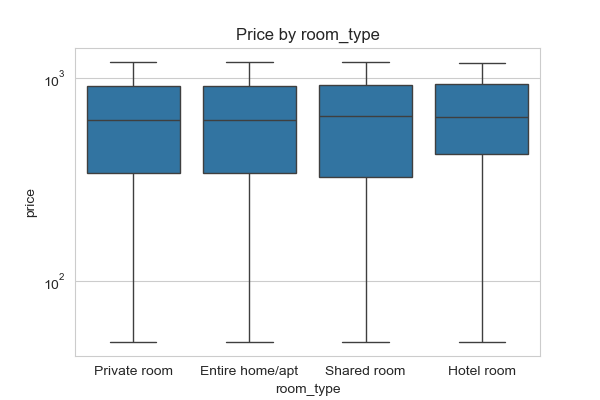 Price by room_type
10³
10²
price
Private room Entire home/apt Shared room Hotel room
room_type